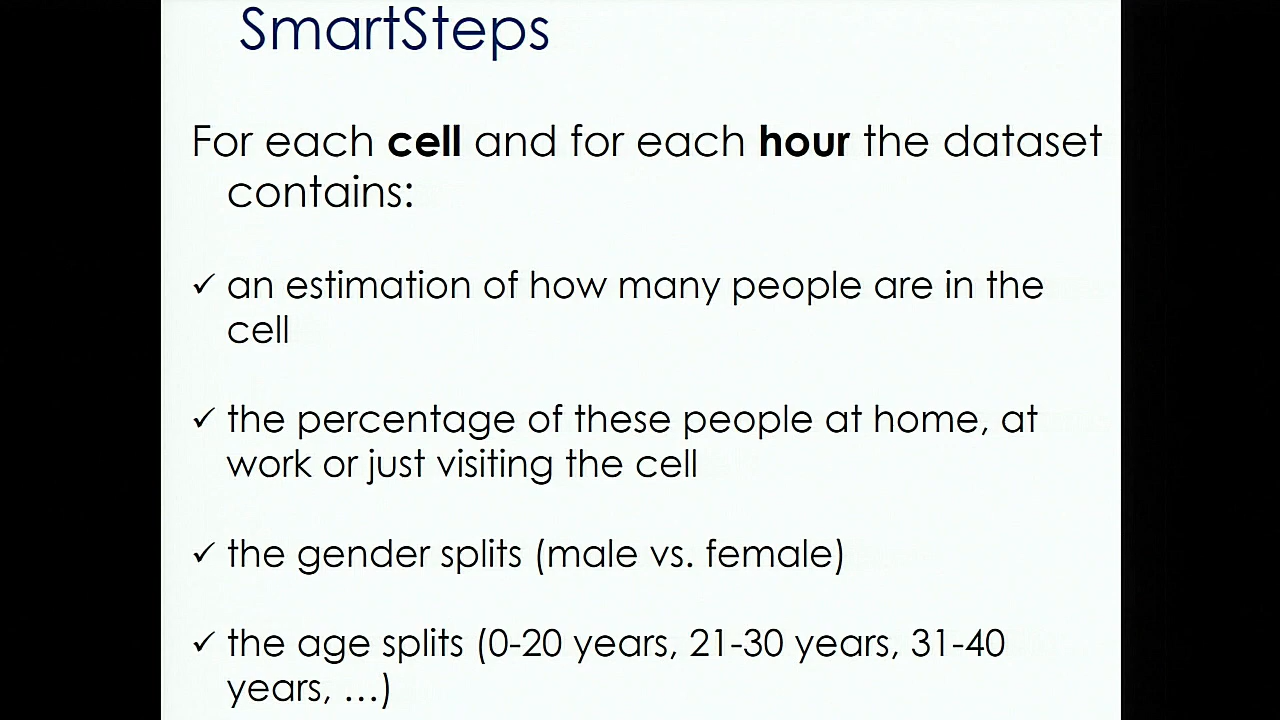 SmartSteps
For each cell and for each hour the dataset
contains:
✓ an estimation of how many people are in the
cell
✓ the percentage of these people at home, at
work or just visiting the cell
✓ the gender splits (male vs. female)
✓ the age splits (0-20 years, 21-30 years, 31-40
years, …)